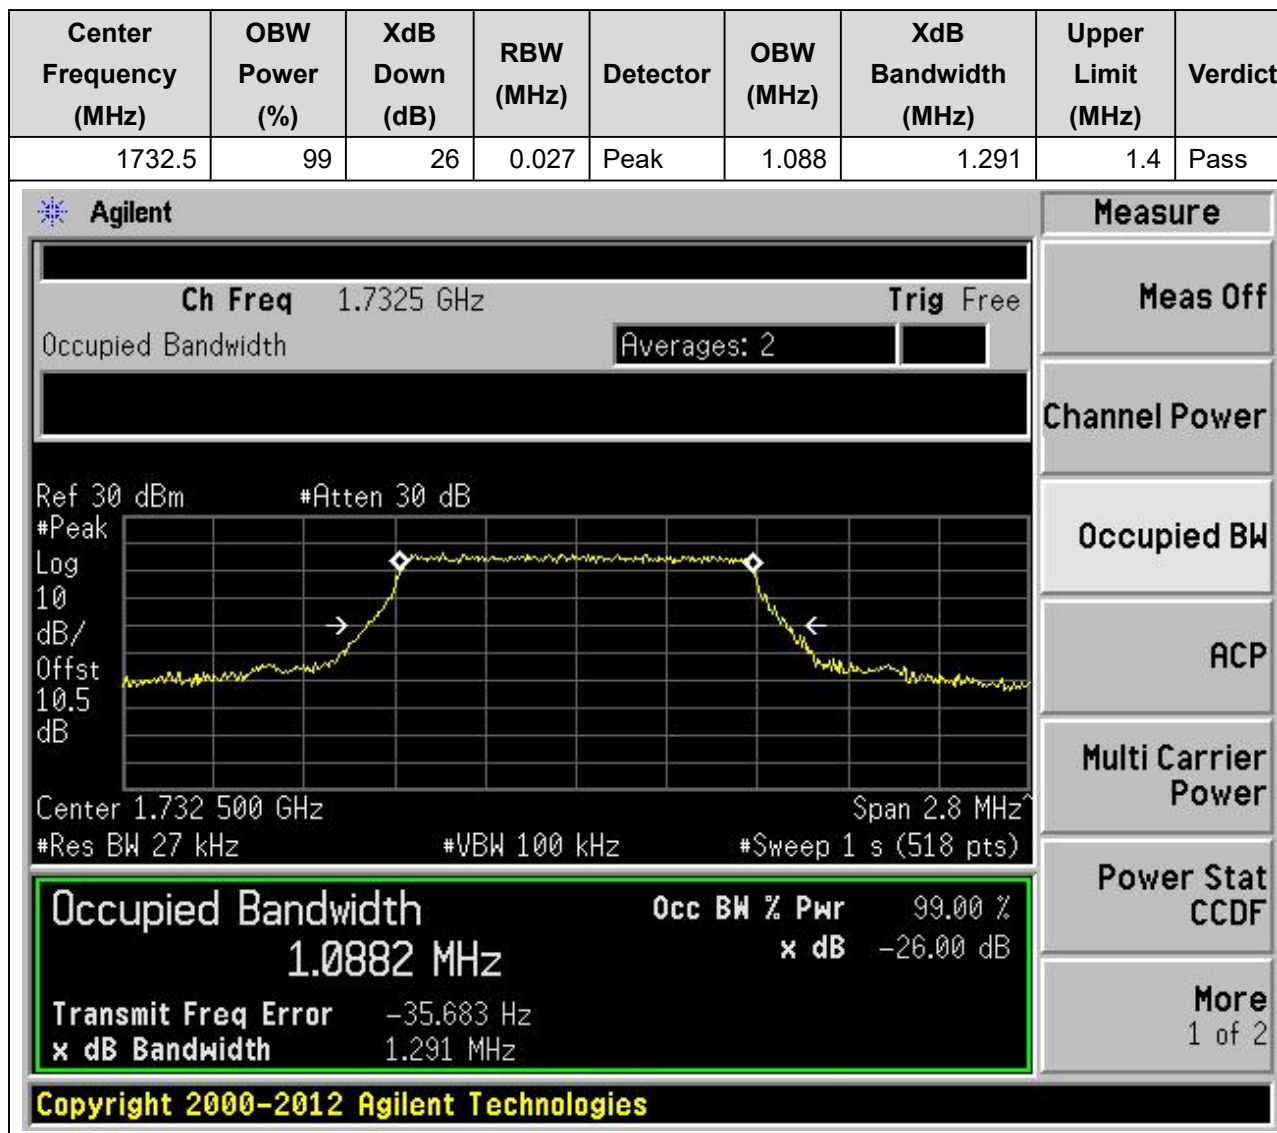 Center Frequency (MHz) OBW Power (%) XdB Down (dB) RBW (MHz) Detector OBW (MHz) XdB Bandwidth (MHz) Upper Limit (MHz) Verdict
1732.5 99 26 0.027 Peak 1.088 1.291 1.4 Pass
Agilent
Measure
Ch Freq 1.7325 GHz Trig Free
Meas Off
Occupied Bandwidth Averages: 2
Channel Power
Ref 30 dBm #Atten 30 dB
#Peak
Log
10
dB/
Offst
10.5
dB
Occupied BW
ACP
Multi Carrier
Power
Center 1.732 500 GHz Span 2.8 MHz^
#Res BW 27 kHz #VBW 100 kHz #Sweep 1 s (518 pts)
Power Stat
CCDF
Occupied Bandwidth Occ BW % Pwr 99.00 %
1.0882 MHz x dB -26.00 dB
Transmit Freq Error -35.683 Hz
x dB Bandwidth 1.291 MHz
More
1 of 2
Copyright 2000-2012 Agilent Technologies